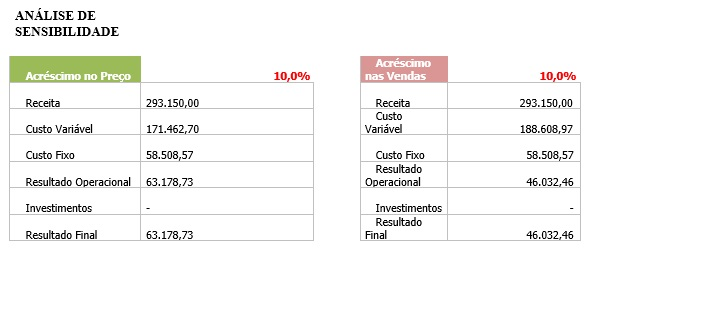 ANÁLISE DE
SENSIBILIDADE
Acréscimo no Preço 10,0%
Receita 293.150,00
Custo Variável 171.462,70
Custo Fixo 58.508,57
Resultado Operacional 63.178,73
Investimentos -
Resultado Final 63.178,73
Acréscimo
nas Vendas 10,0%
Receita 293.150,00
Custo
Variável 188.608,97
Custo Fixo 58.508,57
Resultado
Operacional 46.032,46
Investimentos -
Resultado
Final 46.032,46